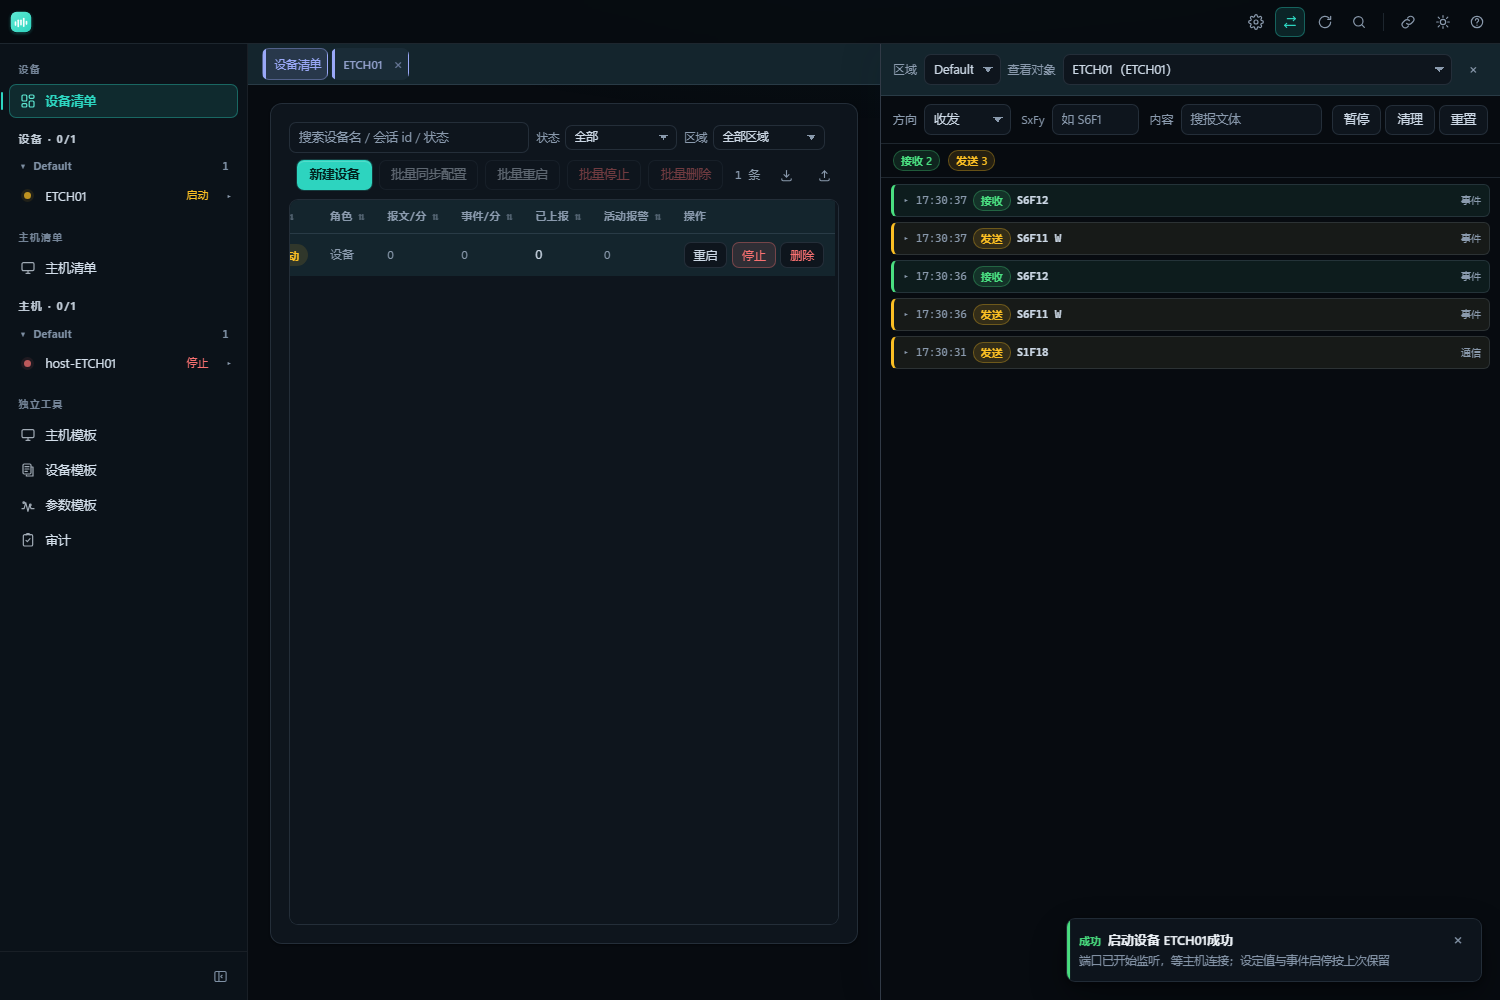 设备
设备清单
设备 · 0/1
Default 1
ETCH01 启动
主机清单
主机清单
主机 · 0/1
Default 1
host-ETCH01 停止
独立工具
主机模板
设备模板
参数模板
审计
设备清单 ETCH01 ×
搜索设备名 / 会话 id / 状态 状态 全部 区域 全部区域
新建设备 批量同步配置 批量重启 批量停止 批量删除 1 条
角色 报文/分 事件/分 已上报 活动报警 操作
动 设备 0 0 0 0 重启 停止 删除
区域 Default 查看对象 ETCH01 (ETCH01) ×
方向 收发 SxFy 如 S6F1 内容 搜报文体 暂停 清理 重置
接收 2 发送 3
17:30:37 接收 S6F12 事件
17:30:37 发送 S6F11 W 事件
17:30:36 接收 S6F12 事件
17:30:36 发送 S6F11 W 事件
17:30:31 发送 S1F18 通信
成功 启动设备 ETCH01成功 ×
端口已开始监听，等主机连接；设定值与事件启停按上次保留